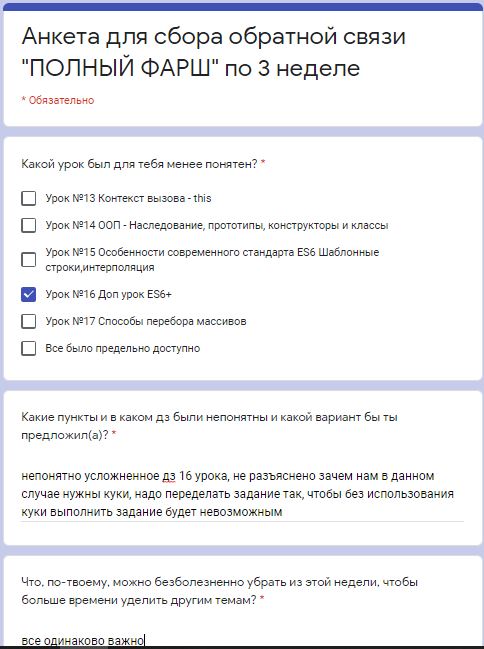 Анкета для сбора обратной связи
"ПОЛНЫЙ ФАРШ" по 3 неделе
* Обязательно
Какой урок был для тебя менее понятен? *
Урок №13 Контекст вызова - this
Урок №14 ООП - Наследование, прототипы, конструкторы и классы
Урок №15 Особенности современного стандарта ES6 Шаблонные
строки,интерполяция
Урок №16 Доп урок ES6+
Урок №17 Способы перебора массивов
Все было предельно доступно
Какие пункты и в каком дз были непонятны и какой вариант бы ты
предложил(а)? *
непонятно усложненное дз 16 урока, не разъяснено зачем нам в данном
случае нужны куки, надо переделать задание так, чтобы без использования
куки выполнить задание будет невозможным
Что, по-твоему, можно безболезненно убрать из этой недели, чтобы
больше времени уделить другим темам? *
все одинаково важно